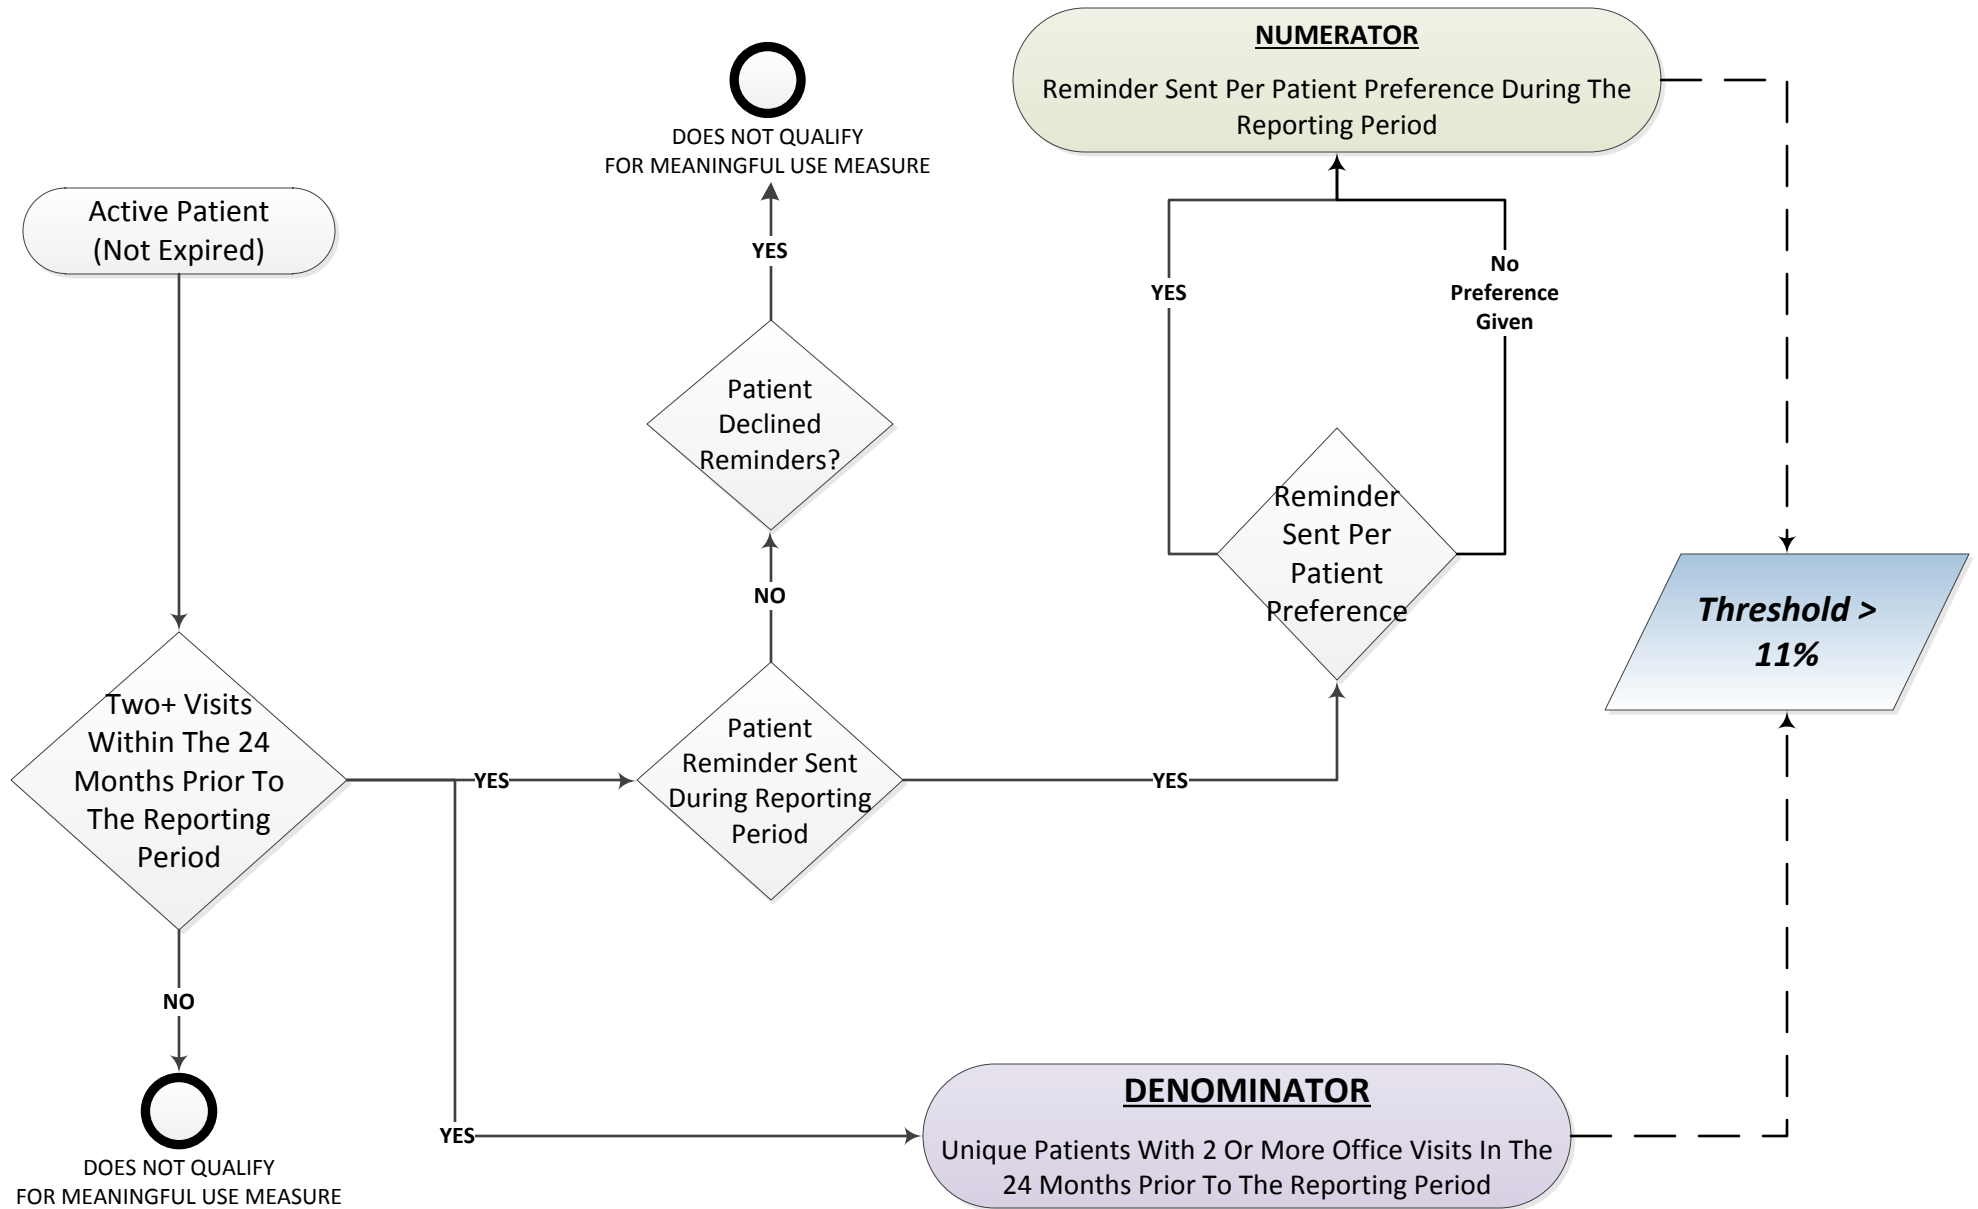 NUMERATOR
Reminder Sent Per Patient Preference During The
Reporting Period
DOES NOT QUALIFY
FOR MEANINGFUL USE MEASURE
Active Patient
(Not Expired)
YES
YES
No
Preference
Given
Patient
Declined
Reminders?
Reminder
Sent Per
Patient
Preference
NO
Threshold >
11%
Two+ Visits
Within The 24
Months Prior To
The Reporting
Period
YES
Patient
Reminder Sent
During Reporting
Period
YES
NO
YES
DENOMINATOR
Unique Patients With 2 Or More Office Visits In The
24 Months Prior To The Reporting Period
DOES NOT QUALIFY
FOR MEANINGFUL USE MEASURE